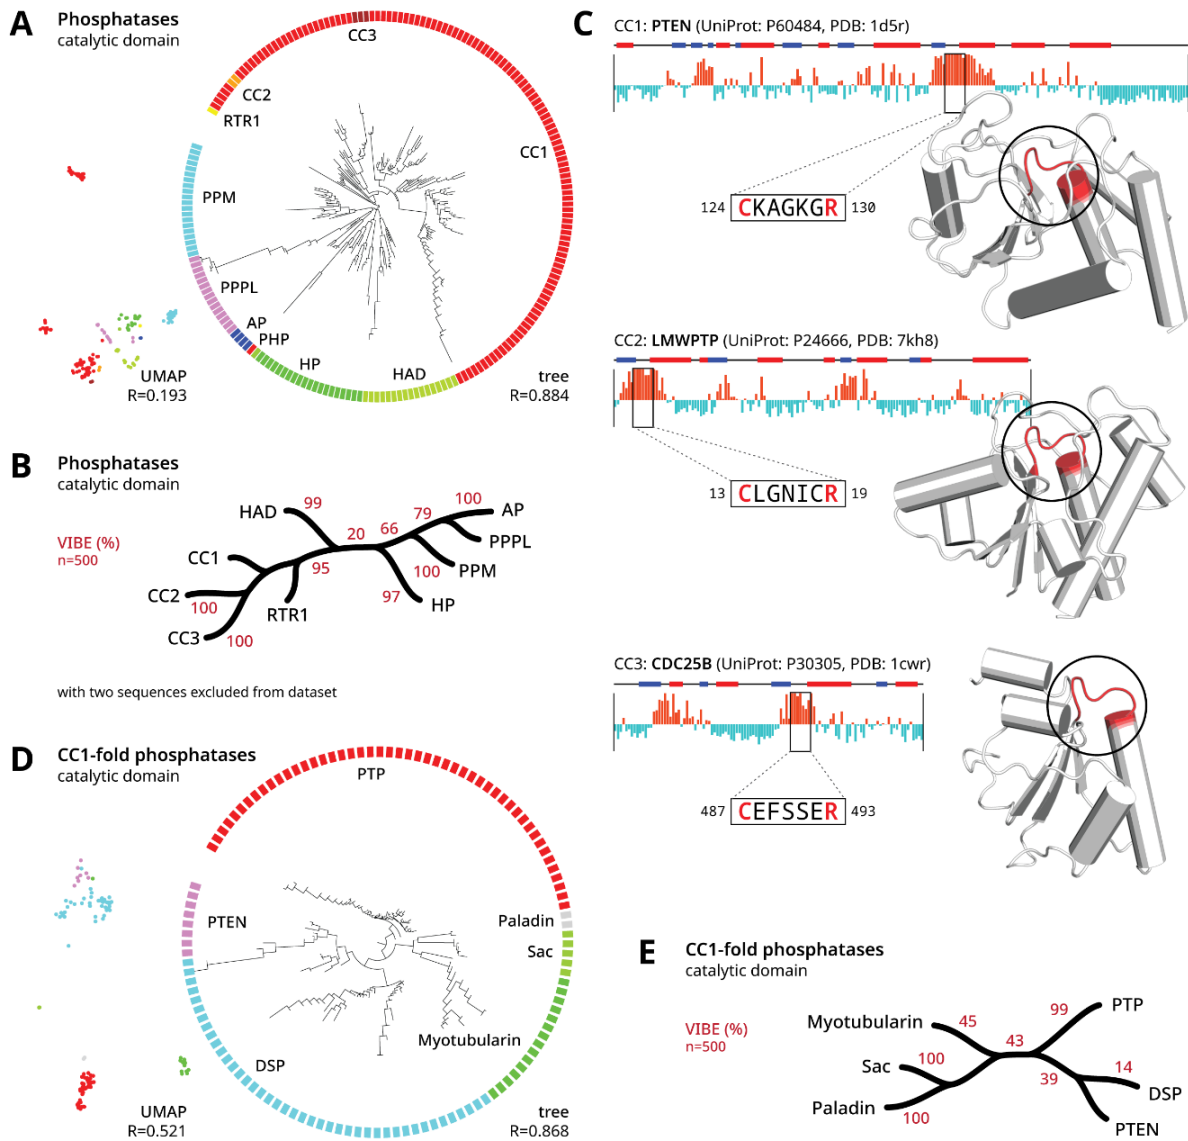 A
Phosphatases
catalytic domain
CC3
CC2
RTR1
CC1
PPM
PPPL
AP
PHP
HP
HAD
UMAP
R=0.193
tree
R=0.884
B
Phosphatases
catalytic domain
VIBE (%)
n=500
HAD
99
20
66
79
100
AP
PPPL
CC1
95
100
PPM
CC2
100
RTR1
97
HP
CC3
100
with two sequences excluded from dataset
C
CC1: PTEN (UniProt: P60484, PDB: 1d5r)
124 CKAGKGR 130
CC2: LMWPTP (UniProt: P24666, PDB: 7kh8)
13 CLGNICR 19
CC3: CDC25B (UniProt: P30305, PDB: 1cwr)
487 CEFSSER 493
D
CC1-fold phosphatases
catalytic domain
PTP
PTEN
Paladin
Sac
Myotubularin
DSP
UMAP
R=0.521
tree
R=0.868
E
CC1-fold phosphatases
catalytic domain
VIBE (%)
n=500
Myotubularin
45
43
99
PTP
Sac
100
39
14
DSP
Paladin
100
PTEN